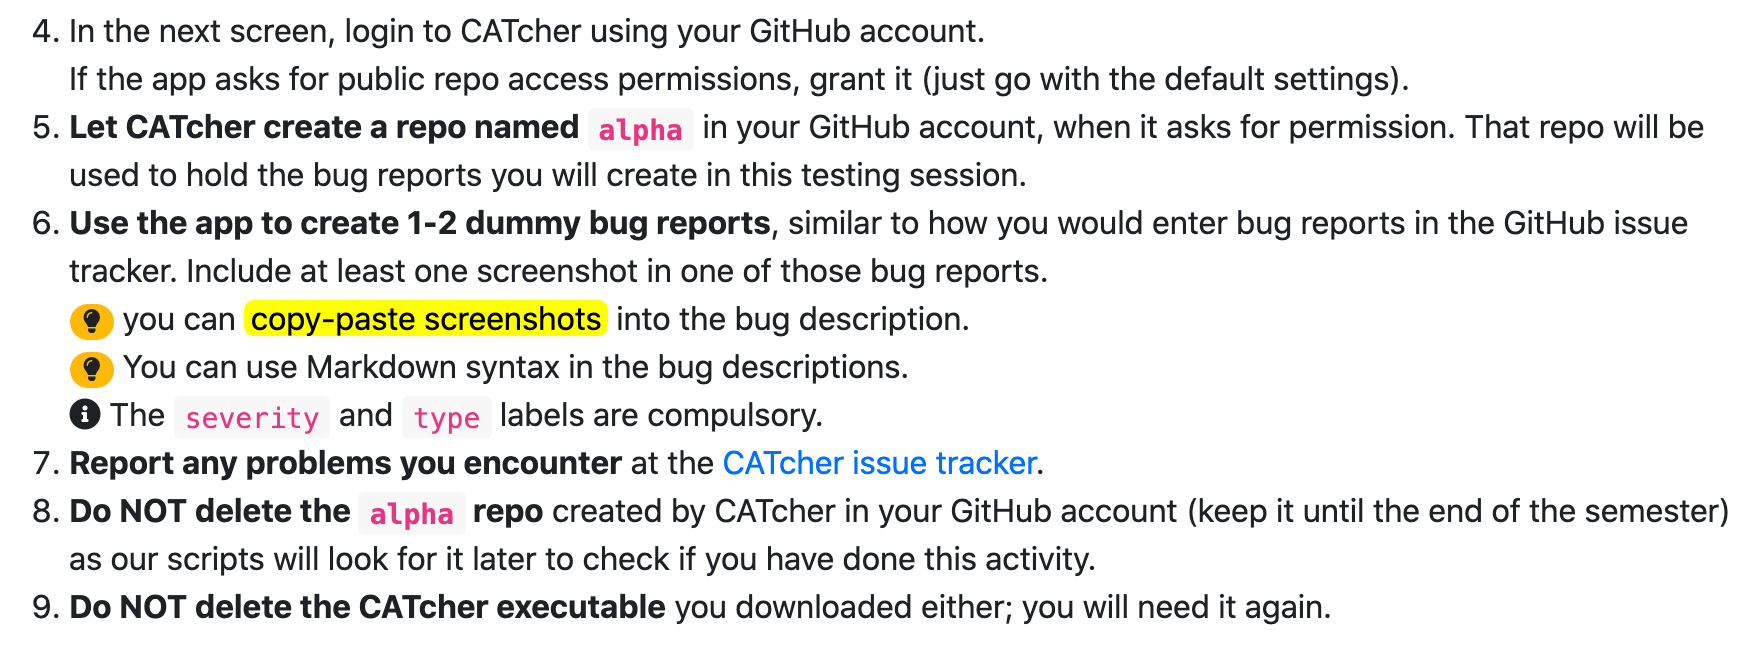 4. In the next screen, login to CATcher using your GitHub account.
If the app asks for public repo access permissions, grant it (just go with the default settings).
5. Let CATcher create a repo named alpha in your GitHub account, when it asks for permission. That repo will be
used to hold the bug reports you will create in this testing session.
6. Use the app to create 1-2 dummy bug reports, similar to how you would enter bug reports in the GitHub issue
tracker. Include at least one screenshot in one of those bug reports.
you can copy-paste screenshots into the bug description.
You can use Markdown syntax in the bug descriptions.
The severity and type labels are compulsory.
7. Report any problems you encounter at the CATcher issue tracker.
8. Do NOT delete the alpha repo created by CATcher in your GitHub account (keep it until the end of the semester)
as our scripts will look for it later to check if you have done this activity.
9. Do NOT delete the CATcher executable you downloaded either; you will need it again.